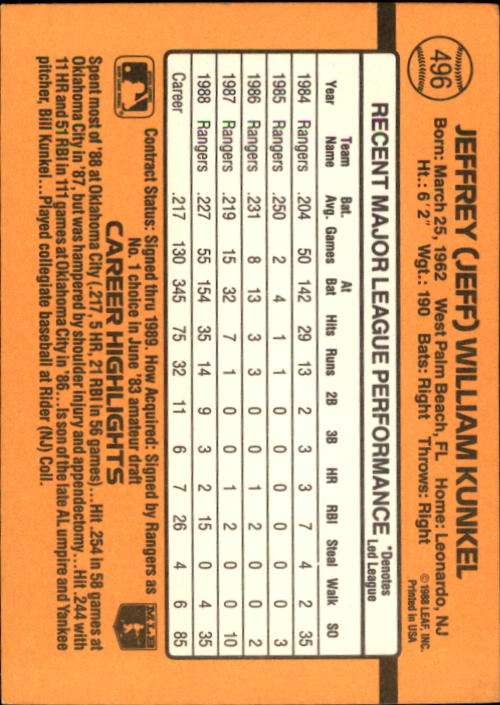 496
JEFFREY (JEFF) WILLIAM KUNKEL
Born: March 25, 1962 West Palm Beach, FL Home: Leonardo, NJ
Ht.: 6'2" Wgt.: 190 Bats: Right Throws: Right
© 1988 LEAF, INC.
Printed in USA
RECENT MAJOR LEAGUE PERFORMANCE *Denotes Led League
Year Team Name Bat. Avg. Games At Bat Hits Runs 2B 3B HR RBI Steal Walk SO
1984 Rangers .204 50 142 29 13 2 3 3 7 4 2 35
1985 Rangers .250 2 4 1 1 0 0 0 0 0 0 3
1986 Rangers .231 8 13 3 3 0 0 1 2 0 0 2
1987 Rangers .219 15 32 7 1 0 0 1 2 0 0 10
1988 Rangers .227 55 154 35 14 9 3 2 15 0 4 35
Career .217 130 345 75 32 11 6 7 26 4 6 85
Contract Status: Signed thru 1989. How Acquired: Signed by Rangers as
No. 1 choice in June '83 amateur draft
CAREER HIGHLIGHTS
MLB
Spent most of '88 at Oklahoma City (.217, 5 HR, 21 RBI in 56 games)...Hit .254 in 58 games at
Oklahoma City in '87, but was hampered by shoulder injury and appendectomy...Hit .244 with
11 HR and 51 RBI in 111 games at Oklahoma City in '86...Is son of the late AL umpire and Yankee
pitcher, Bill Kunkel...Played collegiate baseball at Rider (NJ) Coll.